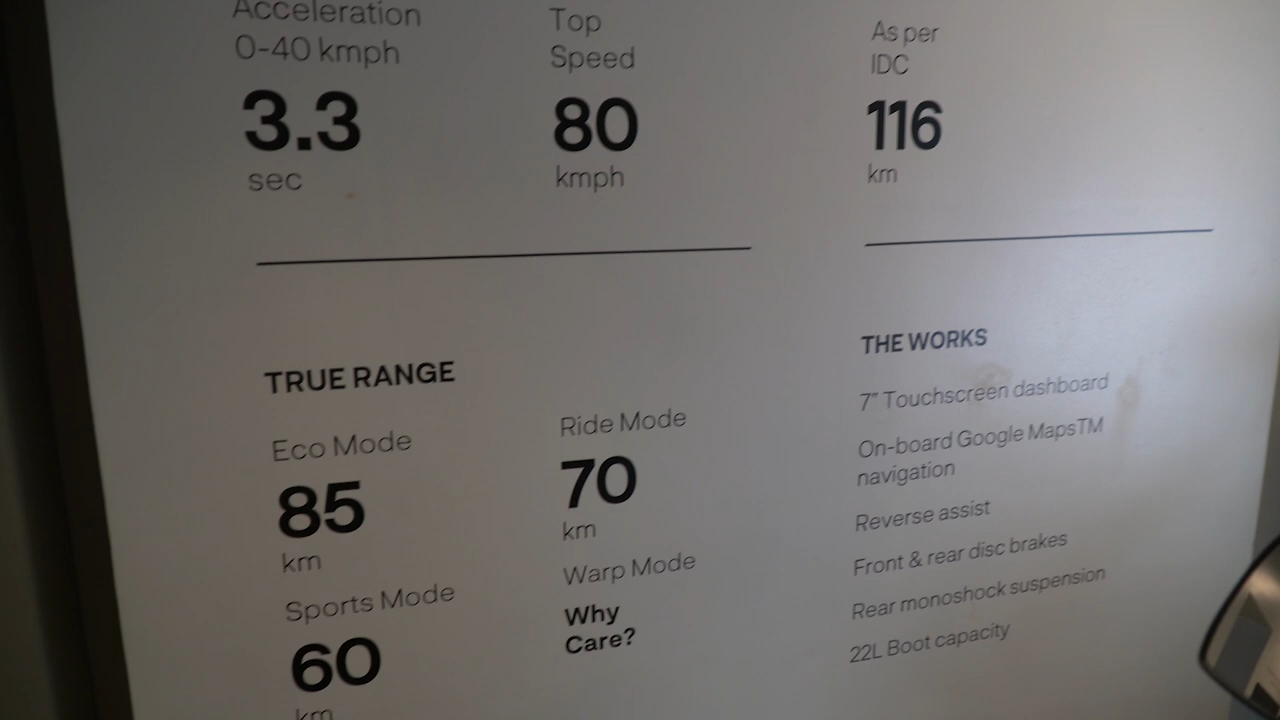 Acceleration
0-40 kmph
3.3
sec
Top
Speed
80
kmph
As per
IDC
116
km
TRUE RANGE
Eco Mode
85
km
Sports Mode
60
km
Ride Mode
70
km
Warp Mode
Why
Care?
THE WORKS
7" Touchscreen dashboard
On-board Google MapsTM
navigation
Reverse assist
Front & rear disc brakes
Rear monoshock suspension
22L Boot capacity